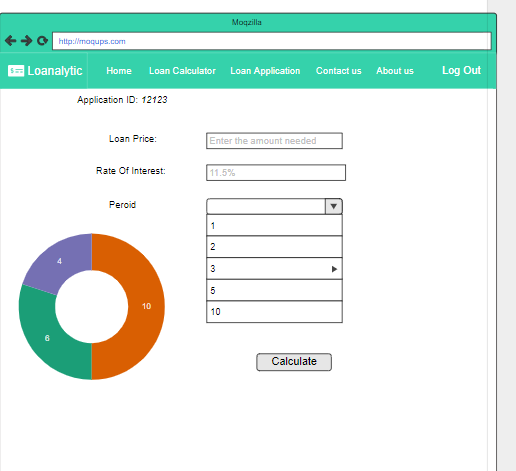 Moqzilla
http://moqups.com
Loanalytic Home Loan Calculator Loan Application Contact us About us Log Out
Application ID: 12123
Loan Price: Enter the amount needed
Rate Of Interest: 11.5%
Peroid
1
2
3
5
10
4
10
6
Calculate